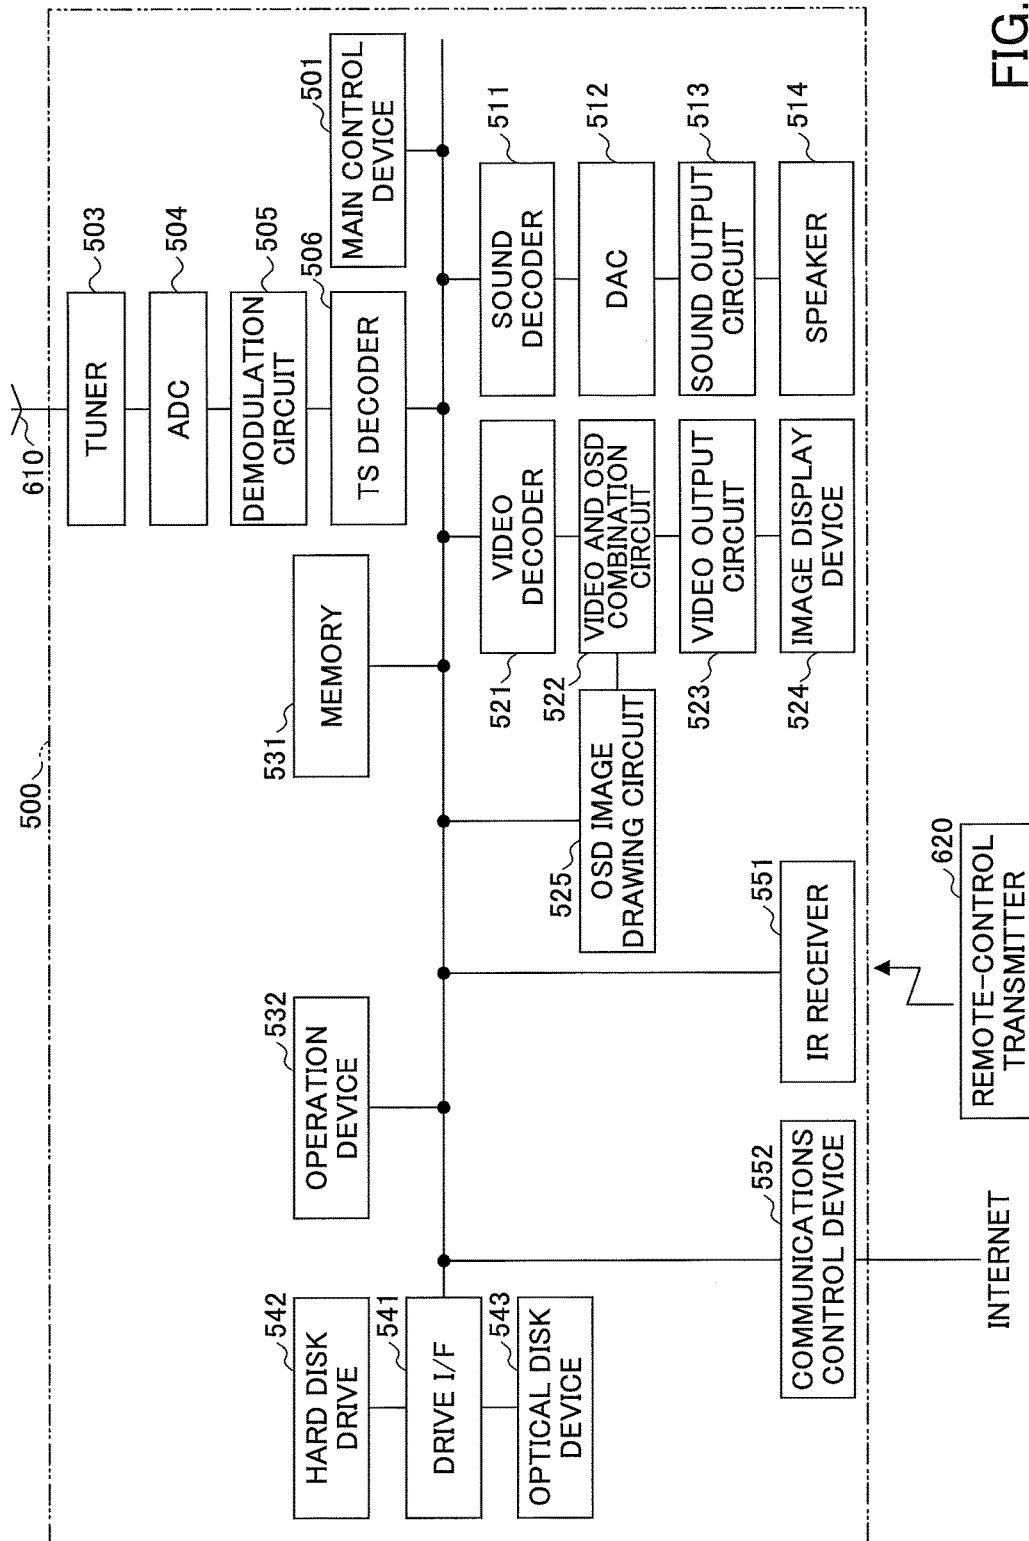 FIG.
500
610
TUNER
503
ADC
504
DEMODULATION
CIRCUIT
505
TS DECODER
506
MAIN CONTROL
DEVICE
501
MEMORY
531
OPERATION
DEVICE
532
HARD DISK
DRIVE
542
DRIVE I/F
541
OPTICAL DISK
DEVICE
543
SOUND
DECODER
511
DAC
512
SOUND OUTPUT
CIRCUIT
513
SPEAKER
514
VIDEO
DECODER
521
VIDEO AND OSD
COMBINATION
CIRCUIT
522
VIDEO OUTPUT
CIRCUIT
523
IMAGE DISPLAY
DEVICE
524
OSD IMAGE
DRAWING CIRCUIT
525
IR RECEIVER
551
COMMUNICATIONS
CONTROL DEVICE
552
REMOTE-CONTROL
TRANSMITTER
620
INTERNET